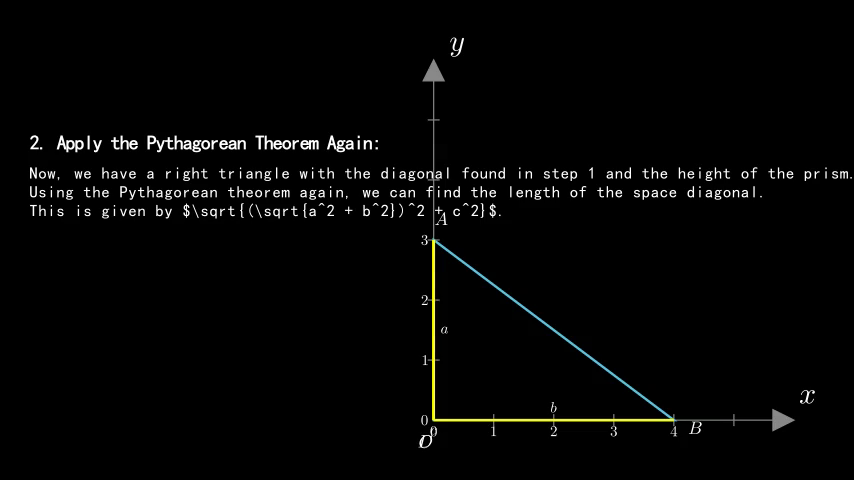 y
2. Apply the Pythagorean Theorem Again:
Now, we have a right triangle with the diagonal found in step 1 and the height of the prism.
Using the Pythagorean theorem again, we can find the length of the space diagonal.
This is given by $\sqrt{(\sqrt{a^2 + b^2})^2 + c^2}$.
A
3
2
a
1
x
b
0
0 1 2 3 4 B